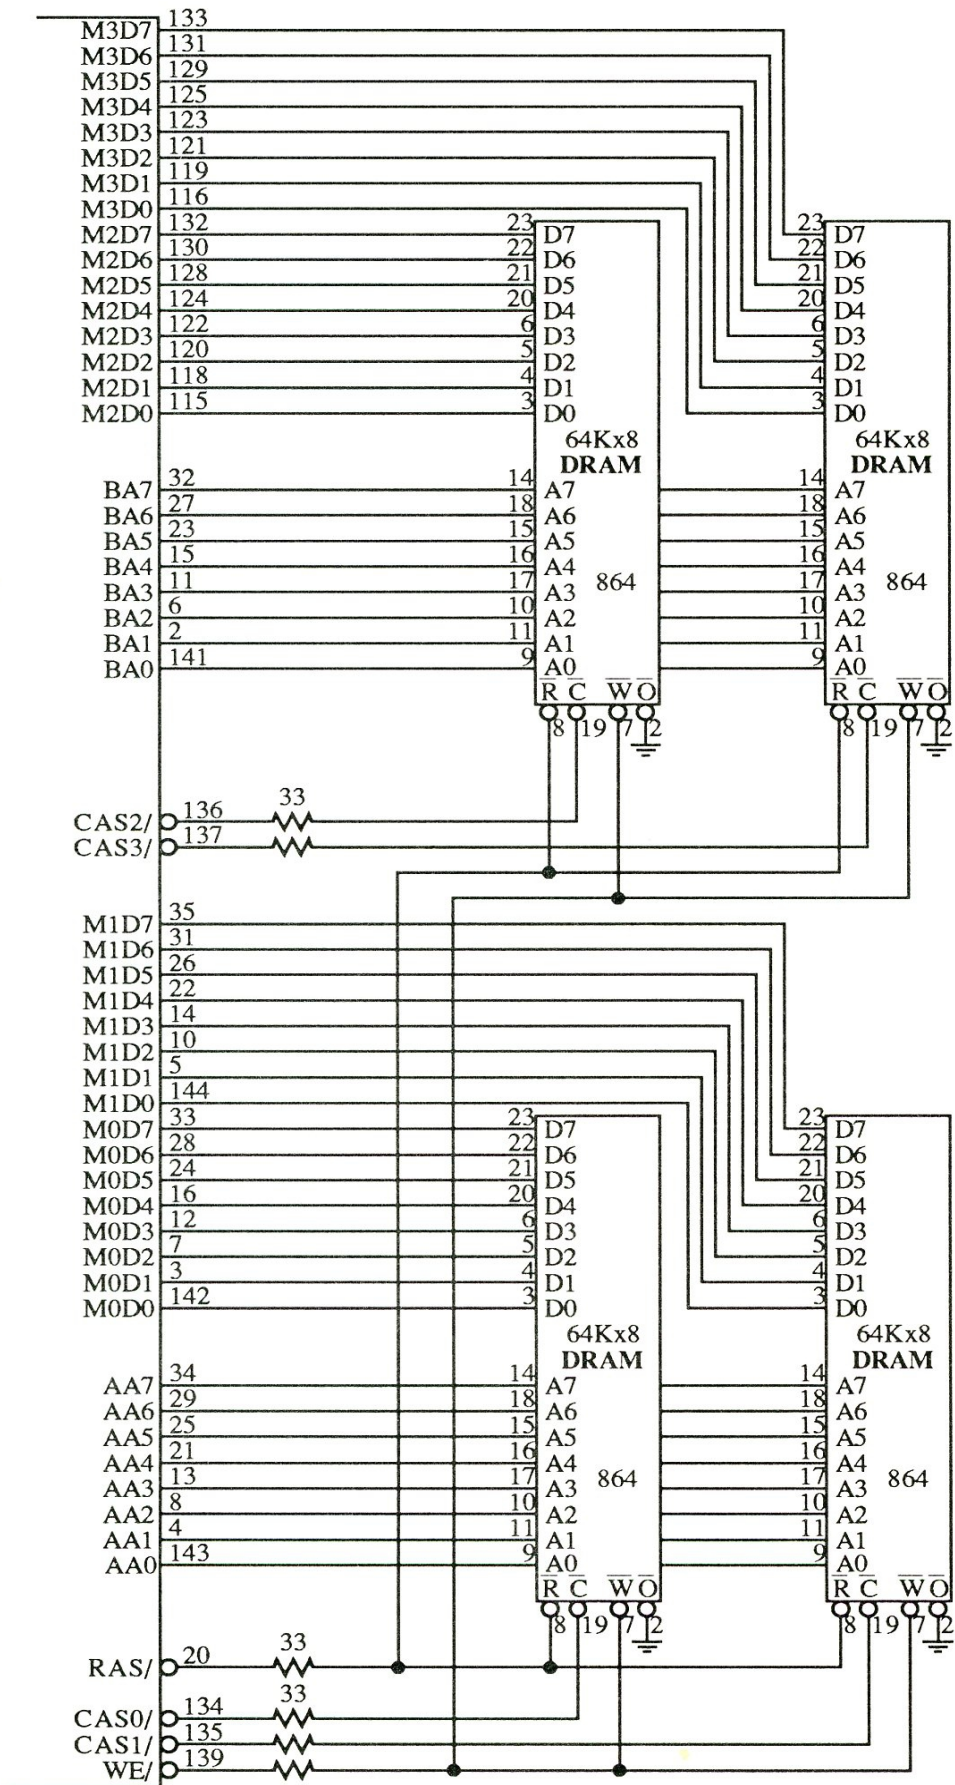 M3D7 133
M3D6 131
M3D5 129
M3D4 125
M3D3 123
M3D2 121
M3D1 119
M3D0 116
M2D7 132 23 D7 23 D7
M2D6 130 22 D6 22 D6
M2D5 128 21 D5 21 D5
M2D4 124 20 D4 20 D4
M2D3 122 6 D3 6 D3
M2D2 120 5 D2 5 D2
M2D1 118 4 D1 4 D1
M2D0 115 3 D0 3 D0
64Kx8 64Kx8
DRAM DRAM
BA7 32 14 A7 14 A7
BA6 27 18 A6 18 A6
BA5 23 15 A5 15 A5
BA4 15 16 A4 16 A4
BA3 11 17 A3 864 17 A3 864
BA2 6 10 A2 10 A2
BA1 2 11 A1 11 A1
BA0 141 9 A0 9 A0
R̅ C̅ W̅ O̅ R̅ C̅ W̅ O̅
8 19 7 2 8 19 7 2
33
CAS2/ 136
CAS3/ 137
M1D7 35
M1D6 31
M1D5 26
M1D4 22
M1D3 14
M1D2 10
M1D1 5
M1D0 144
M0D7 33 23 D7 23 D7
M0D6 28 22 D6 22 D6
M0D5 24 21 D5 21 D5
M0D4 16 20 D4 20 D4
M0D3 12 6 D3 6 D3
M0D2 7 5 D2 5 D2
M0D1 3 4 D1 4 D1
M0D0 142 3 D0 3 D0
64Kx8 64Kx8
DRAM DRAM
AA7 34 14 A7 14 A7
AA6 29 18 A6 18 A6
AA5 25 15 A5 15 A5
AA4 21 16 A4 16 A4
AA3 13 17 A3 864 17 A3 864
AA2 8 10 A2 10 A2
AA1 4 11 A1 11 A1
AA0 143 9 A0 9 A0
R̅ C̅ W̅ O̅ R̅ C̅ W̅ O̅
8 19 7 2 8 19 7 2
33
RAS/ 20
33
CAS0/ 134
CAS1/ 135
WE/ 139